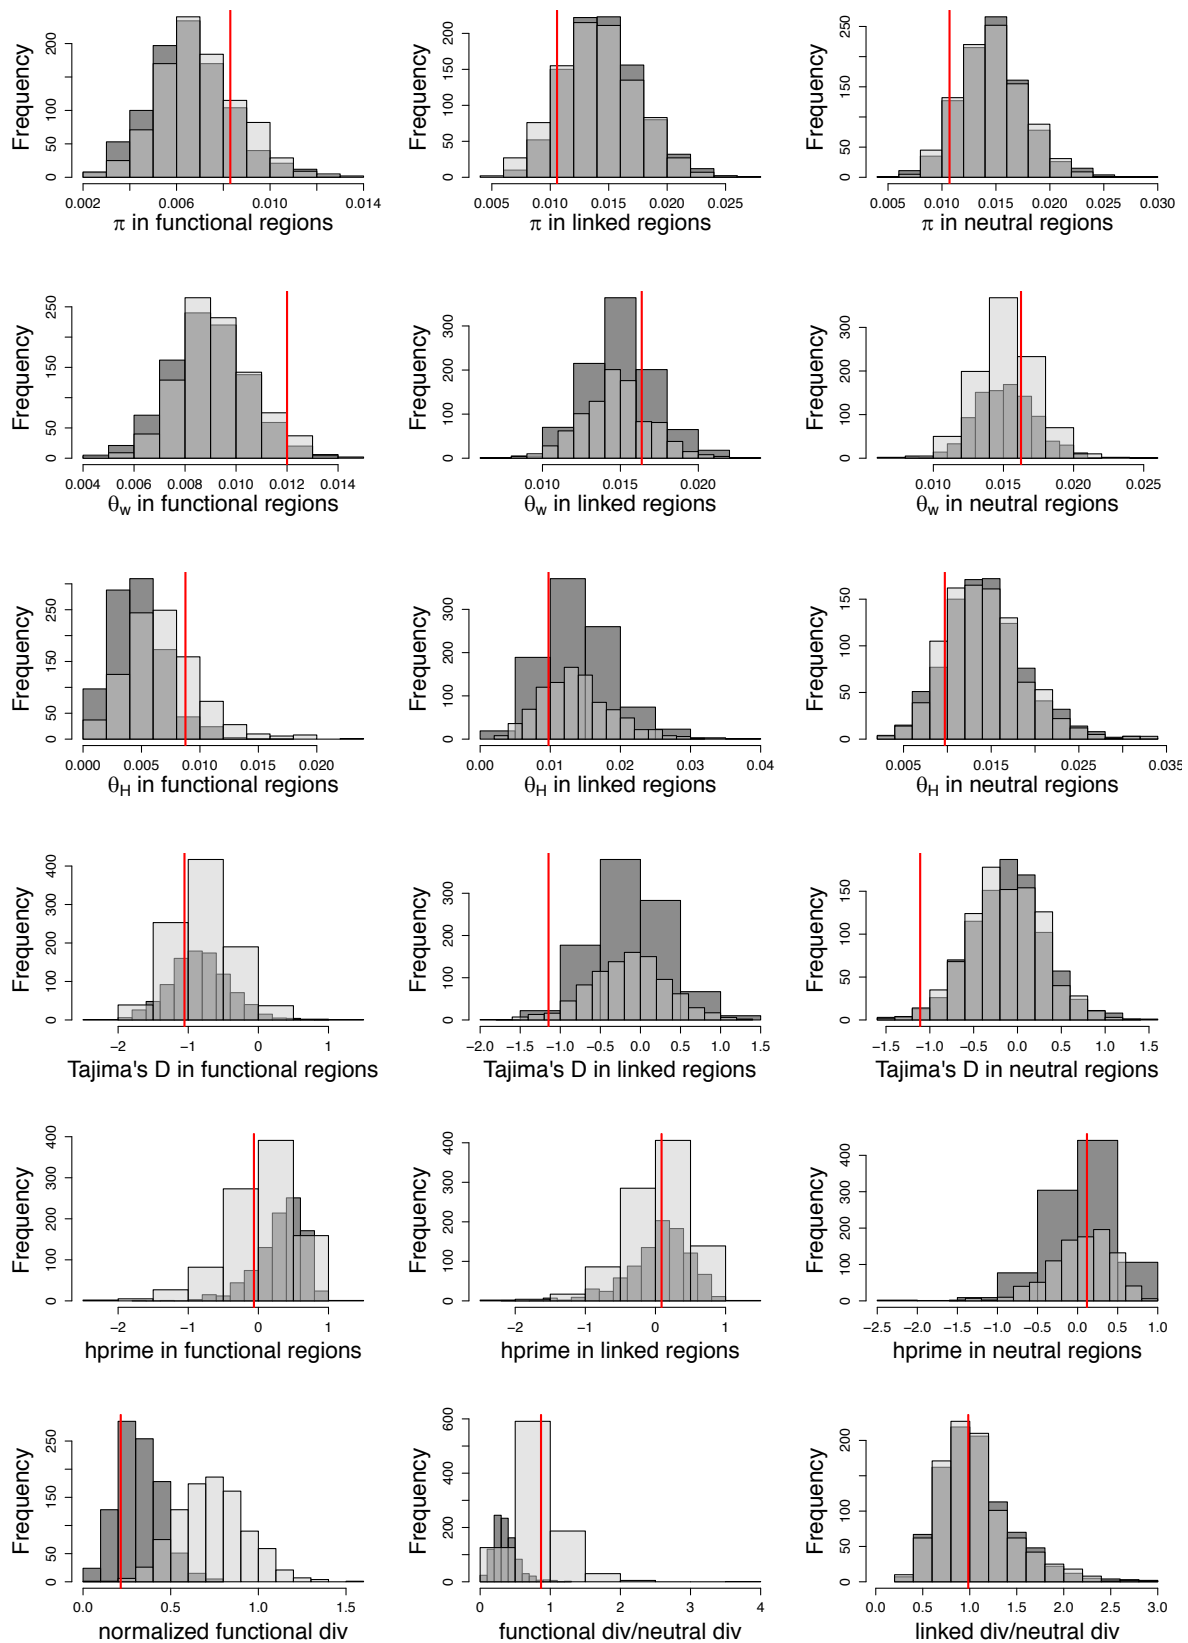 Frequency
0 50 100 200
0.002 0.006 0.010 0.014
π in functional regions
Frequency
0 50 100 200
0.005 0.010 0.015 0.020 0.025
π in linked regions
Frequency
0 50 150 250
0.005 0.010 0.015 0.020 0.025 0.030
π in neutral regions
Frequency
0 50 150 250
0.004 0.006 0.008 0.010 0.012 0.014
θw in functional regions
Frequency
0 100 200 300
0.010 0.015 0.020
θw in linked regions
Frequency
0 100 200 300
0.010 0.015 0.020 0.025
θw in neutral regions
Frequency
0 50 150 250
0.000 0.005 0.010 0.015 0.020
θH in functional regions
Frequency
0 100 200 300
0.00 0.01 0.02 0.03 0.04
θH in linked regions
Frequency
0 50 100 150
0.005 0.015 0.025 0.035
θH in neutral regions
Frequency
0 100 200 300 400
−2 −1 0 1
Tajima's D in functional regions
Frequency
0 100 200 300
−2.0 −1.5 −1.0 −0.5 0.0 0.5 1.0 1.5
Tajima's D in linked regions
Frequency
0 50 100 150
−1.5 −1.0 −0.5 0.0 0.5 1.0 1.5
Tajima's D in neutral regions
Frequency
0 100 200 300 400
−2 −1 0 1
hprime in functional regions
Frequency
0 100 200 300 400
−2 −1 0 1
hprime in linked regions
Frequency
0 100 200 300 400
−2.5 −2.0 −1.5 −1.0 −0.5 0.0 0.5 1.0
hprime in neutral regions
Frequency
0 50 150 250
0.0 0.5 1.0 1.5
normalized functional div
Frequency
0 200 400 600
0 1 2 3 4
functional div/neutral div
Frequency
0 50 100 200
0.0 0.5 1.0 1.5 2.0 2.5 3.0
linked div/neutral div